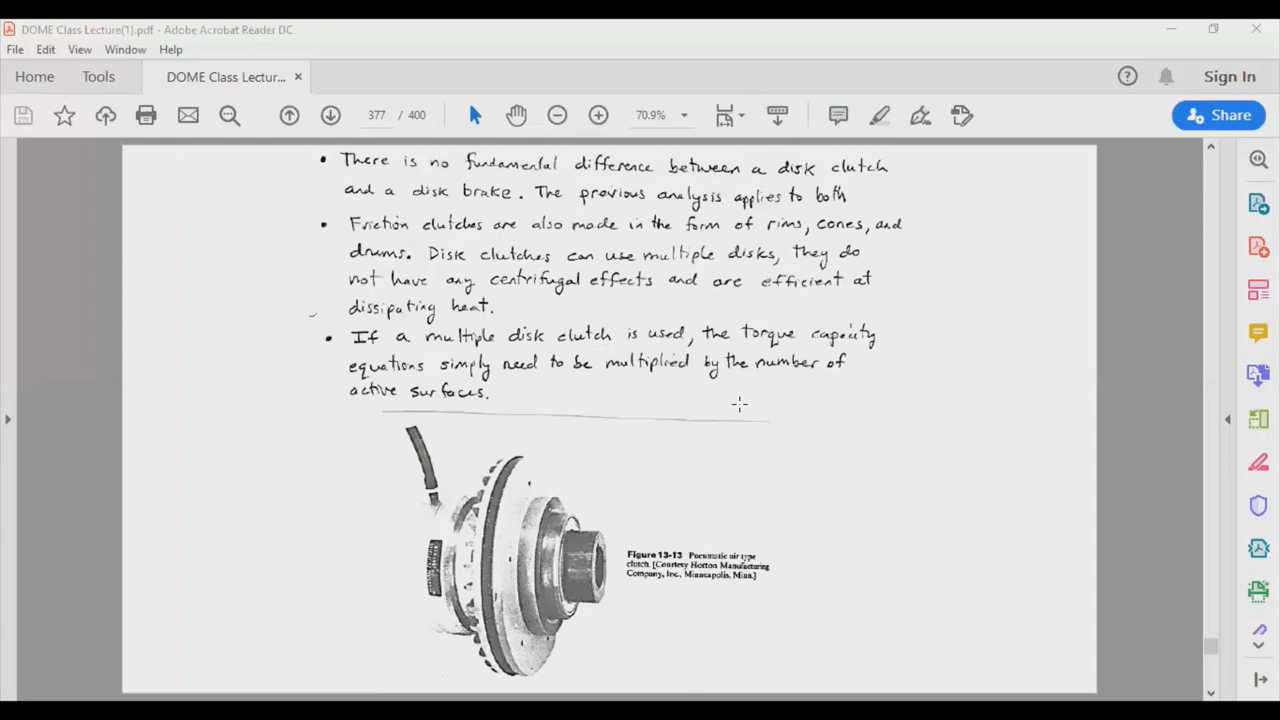 DOME Class Lecture(1).pdf - Adobe Acrobat Reader DC
File Edit View Window Help
Home Tools DOME Class Lectur... ×
Sign In
377 / 400
70.9%
Share
• There is no fundamental difference between a disk clutch
and a disk brake. The previous analysis applies to both
• Friction clutches are also made in the form of rims, cones, and
drums. Disk clutches can use multiple disks, they do
not have any centrifugal effects and are efficient at
dissipating heat.
• If a multiple disk clutch is used, the torque capacity
equations simply need to be multiplied by the number of
active surfaces.
Figure 13-13 Pneumatic air type
clutch. [Courtesy Horton Manufacturing
Company, Inc., Minneapolis, Minn.]